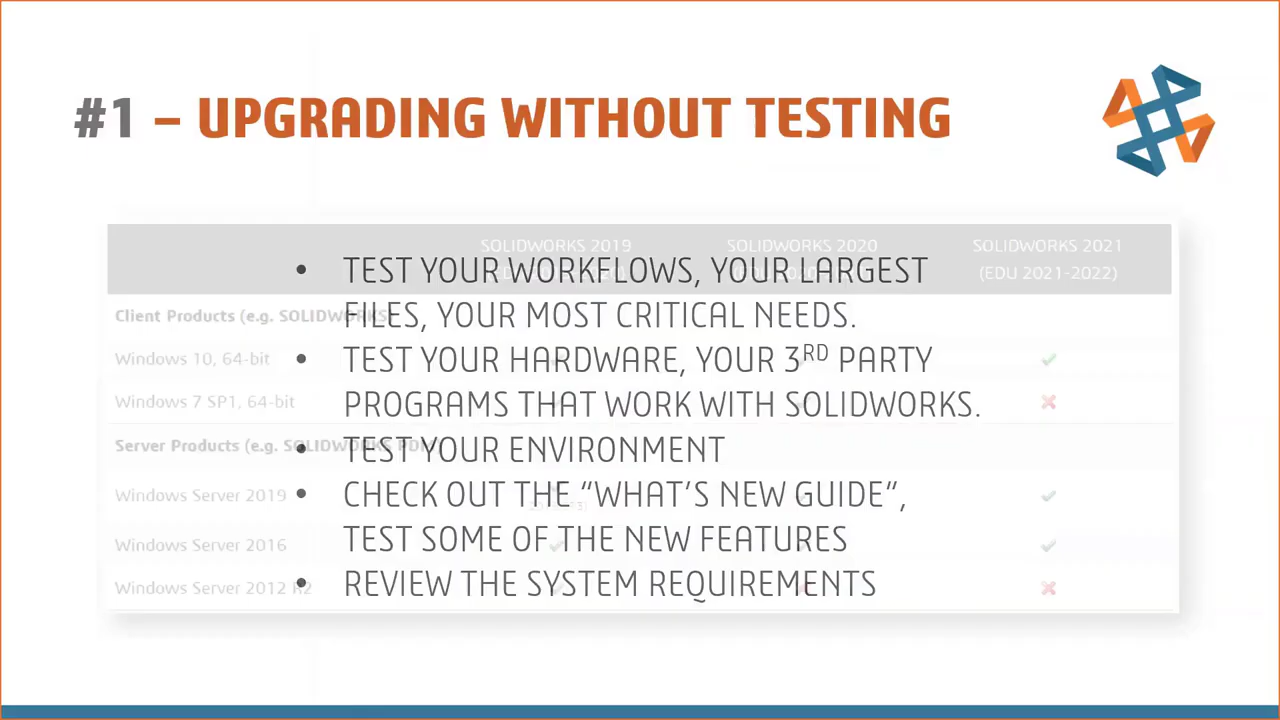 #1 – UPGRADING WITHOUT TESTING
SOLIDWORKS 2019 SOLIDWORKS 2020 SOLIDWORKS 2021
(EDU 2021-2022)
• TEST YOUR WORKFLOWS, YOUR LARGEST
FILES, YOUR MOST CRITICAL NEEDS.
Client Products (e.g. SOLIDWORKS)
• TEST YOUR HARDWARE, YOUR 3RD PARTY
PROGRAMS THAT WORK WITH SOLIDWORKS.
Windows 10, 64-bit
Windows 7 SP1, 64-bit
• TEST YOUR ENVIRONMENT
Server Products (e.g. SOLIDWORKS PDM)
• CHECK OUT THE “WHAT’S NEW GUIDE“,
TEST SOME OF THE NEW FEATURES
Windows Server 2019
Windows Server 2016
• REVIEW THE SYSTEM REQUIREMENTS
Windows Server 2012 R2